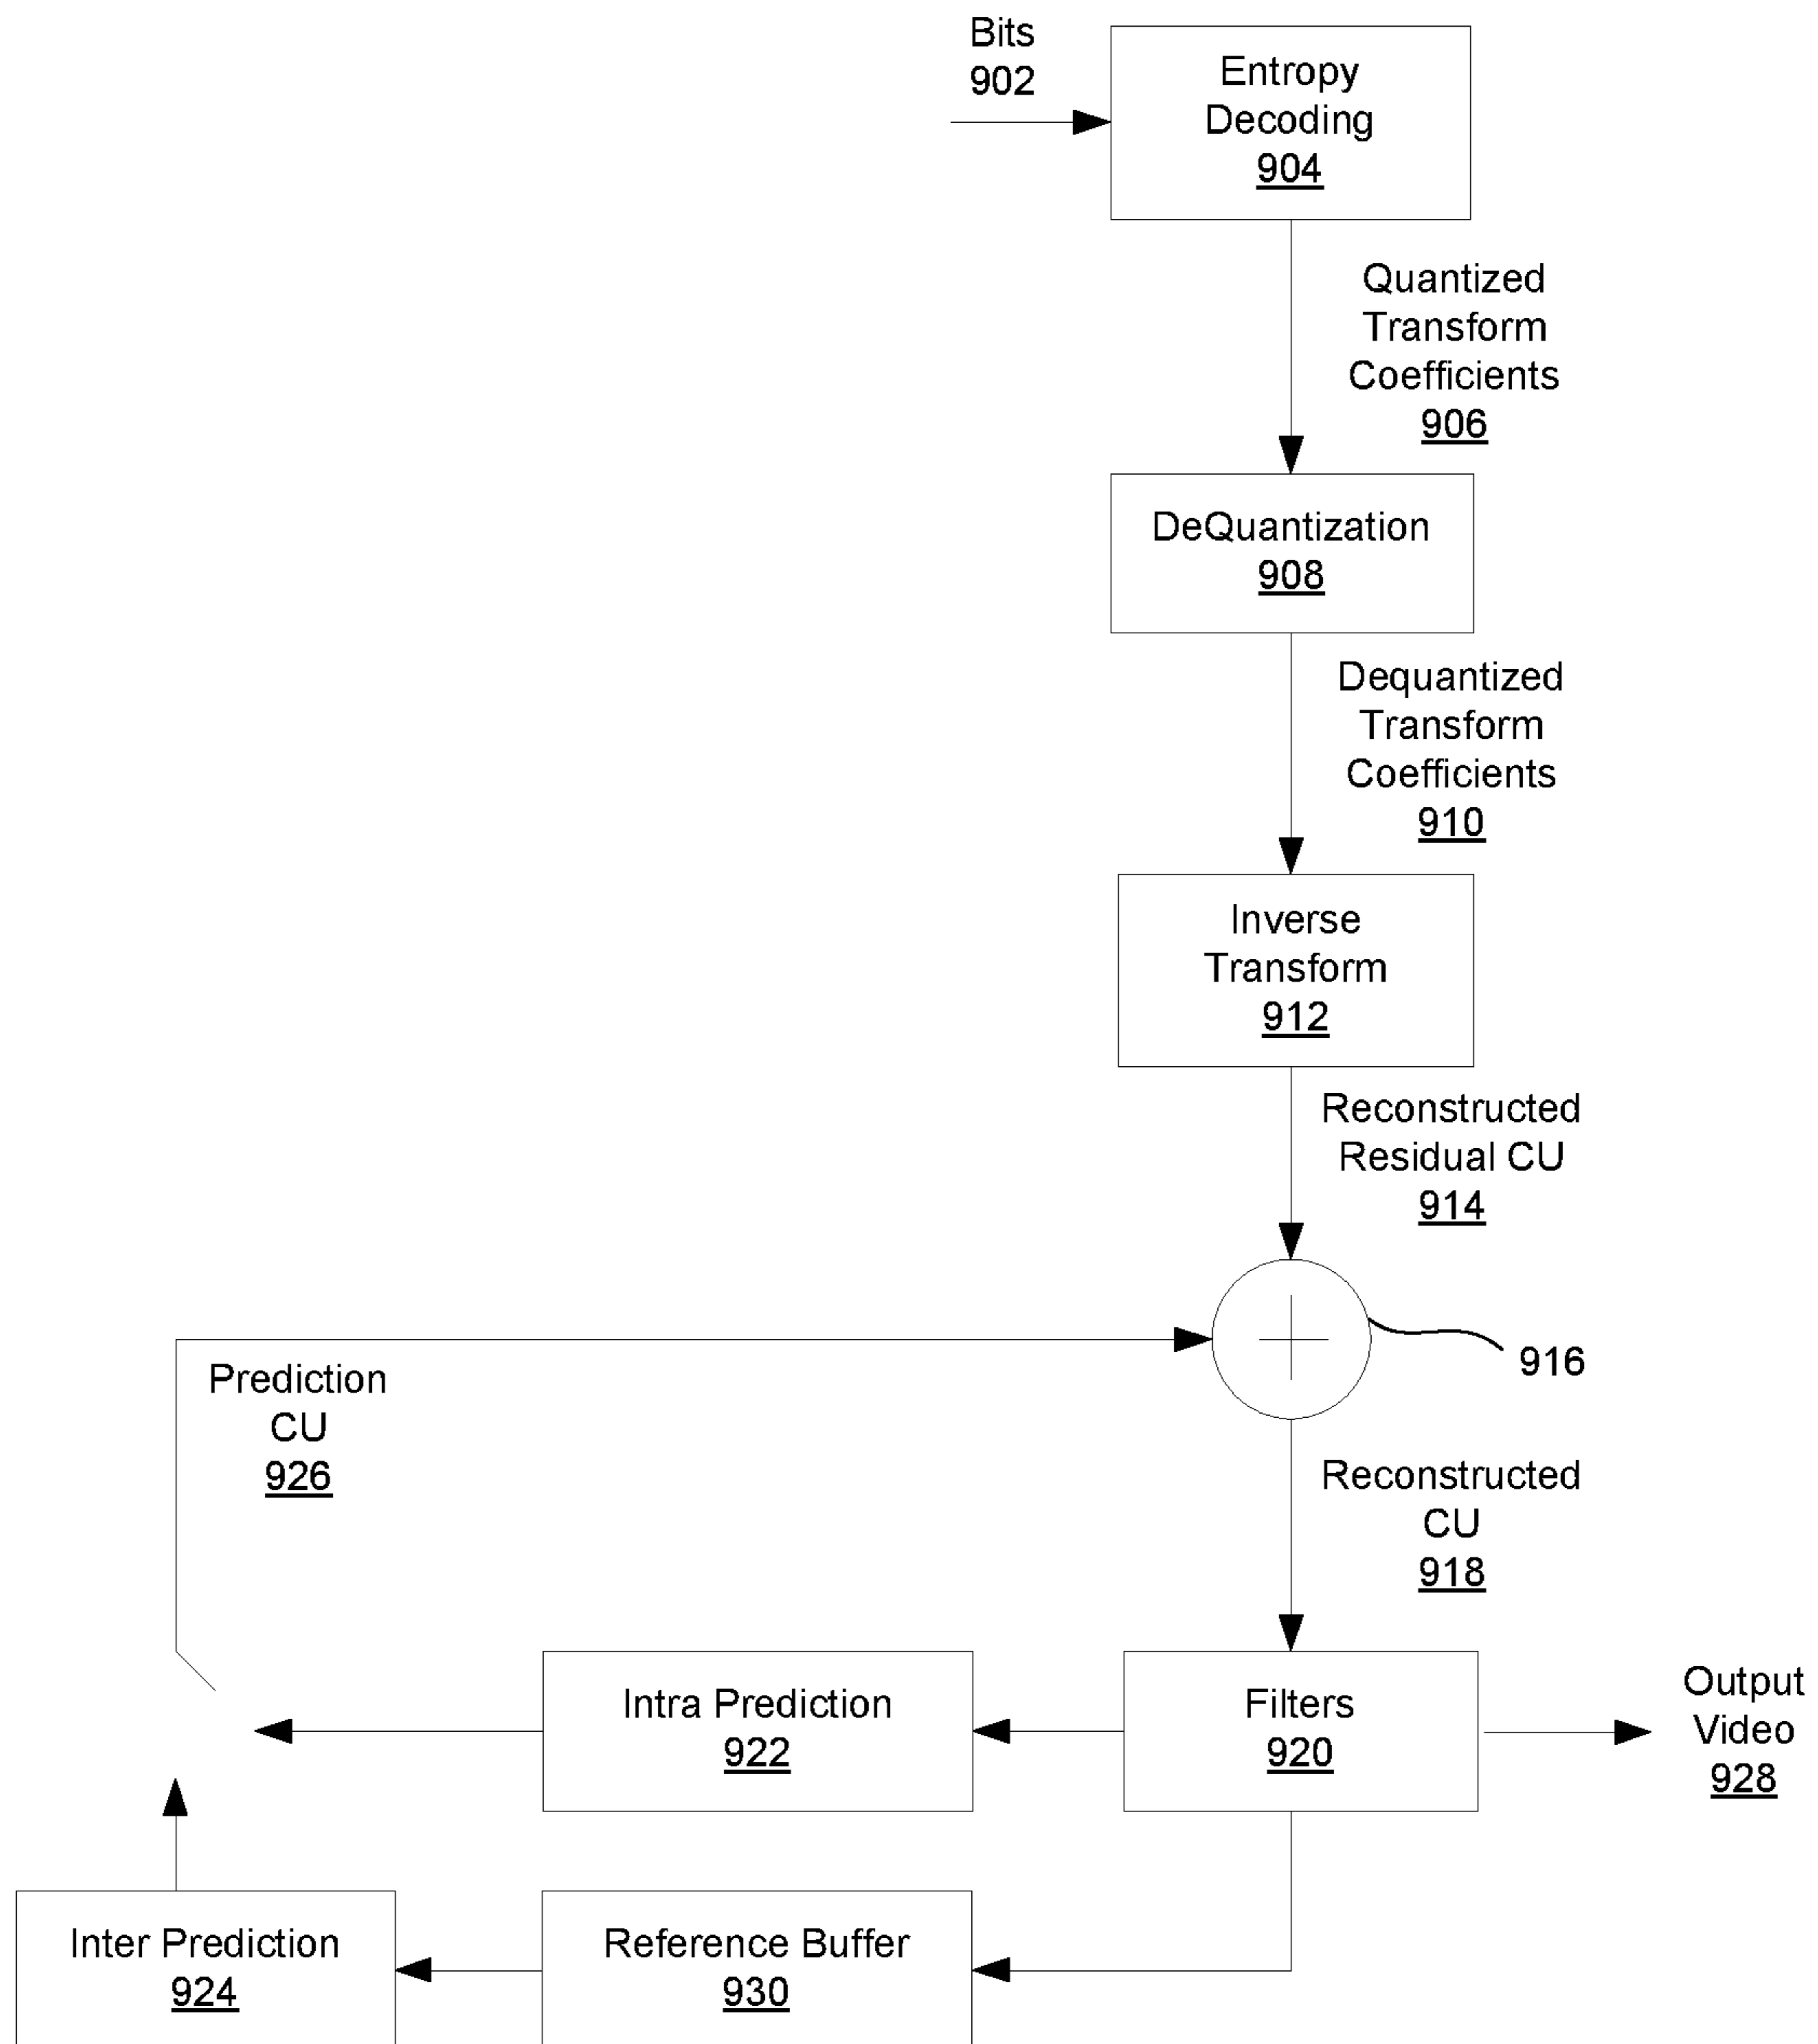 Bits
902
Entropy
Decoding
904
Quantized
Transform
Coefficients
906
DeQuantization
908
Dequantized
Transform
Coefficients
910
Inverse
Transform
912
Reconstructed
Residual CU
914
916
Prediction
CU
926
Reconstructed
CU
918
Intra Prediction
922
Filters
920
Output
Video
928
Inter Prediction
924
Reference Buffer
930